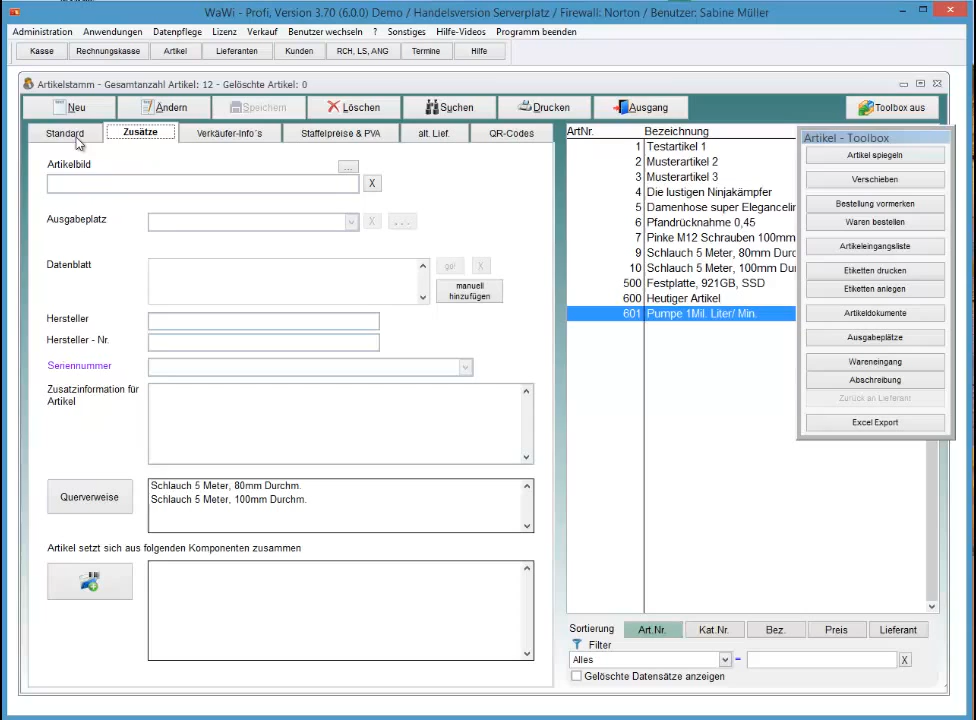 WaWi - Profi, Version 3.70 (6.0.0) Demo / Handelsversion Serverplatz / Firewall: Norton / Benutzer: Sabine Müller
Administration Anwendungen Datenpflege Lizenz Verkauf Benutzer wechseln ? Sonstiges Hilfe-Videos Programm beenden
Kasse Rechnungskasse Artikel Lieferanten Kunden RCH, LS, ANG Termine Hilfe
Artikelstamm - Gesamtanzahl Artikel: 12 - Gelöschte Artikel: 0
Neu Ändern Speichern Löschen Suchen Drucken Ausgang Toolbox aus
Standard Zusätze Verkäufer-Info´s Staffelpreise & PVA alt. Lief. QR-Codes
Artikelbild ...
X
Ausgabeplatz X ...
Datenblatt go! X
manuell
hinzufügen
Hersteller
Hersteller - Nr.
Seriennummer
Zusatzinformation für
Artikel
Querverweise
Schlauch 5 Meter, 80mm Durchm.
Schlauch 5 Meter, 100mm Durchm.
Artikel setzt sich aus folgenden Komponenten zusammen
ArtNr. Bezeichnung
1 Testartikel 1
2 Musterartikel 2
3 Musterartikel 3
4 Die lustigen Ninjakämpfer
5 Damenhose super Elegancelin
6 Pfandrücknahme 0,45
7 Pinke M12 Schrauben 100mm
9 Schlauch 5 Meter, 80mm Durc
10 Schlauch 5 Meter, 100mm Du
500 Festplatte, 921GB, SSD
600 Heutiger Artikel
601 Pumpe 1Mil. Liter/ Min.
Artikel - Toolbox
Artikel spiegeln
Verschieben
Bestellung vormerken
Waren bestellen
Artikeleingangsliste
Etiketten drucken
Etiketten anlegen
Artikeldokumente
Ausgabeplätze
Wareneingang
Abschreibung
Zurück an Lieferant
Excel Export
Sortierung Art.Nr. Kat.Nr. Bez. Preis Lieferant
Filter
Alles = X
Gelöschte Datensätze anzeigen